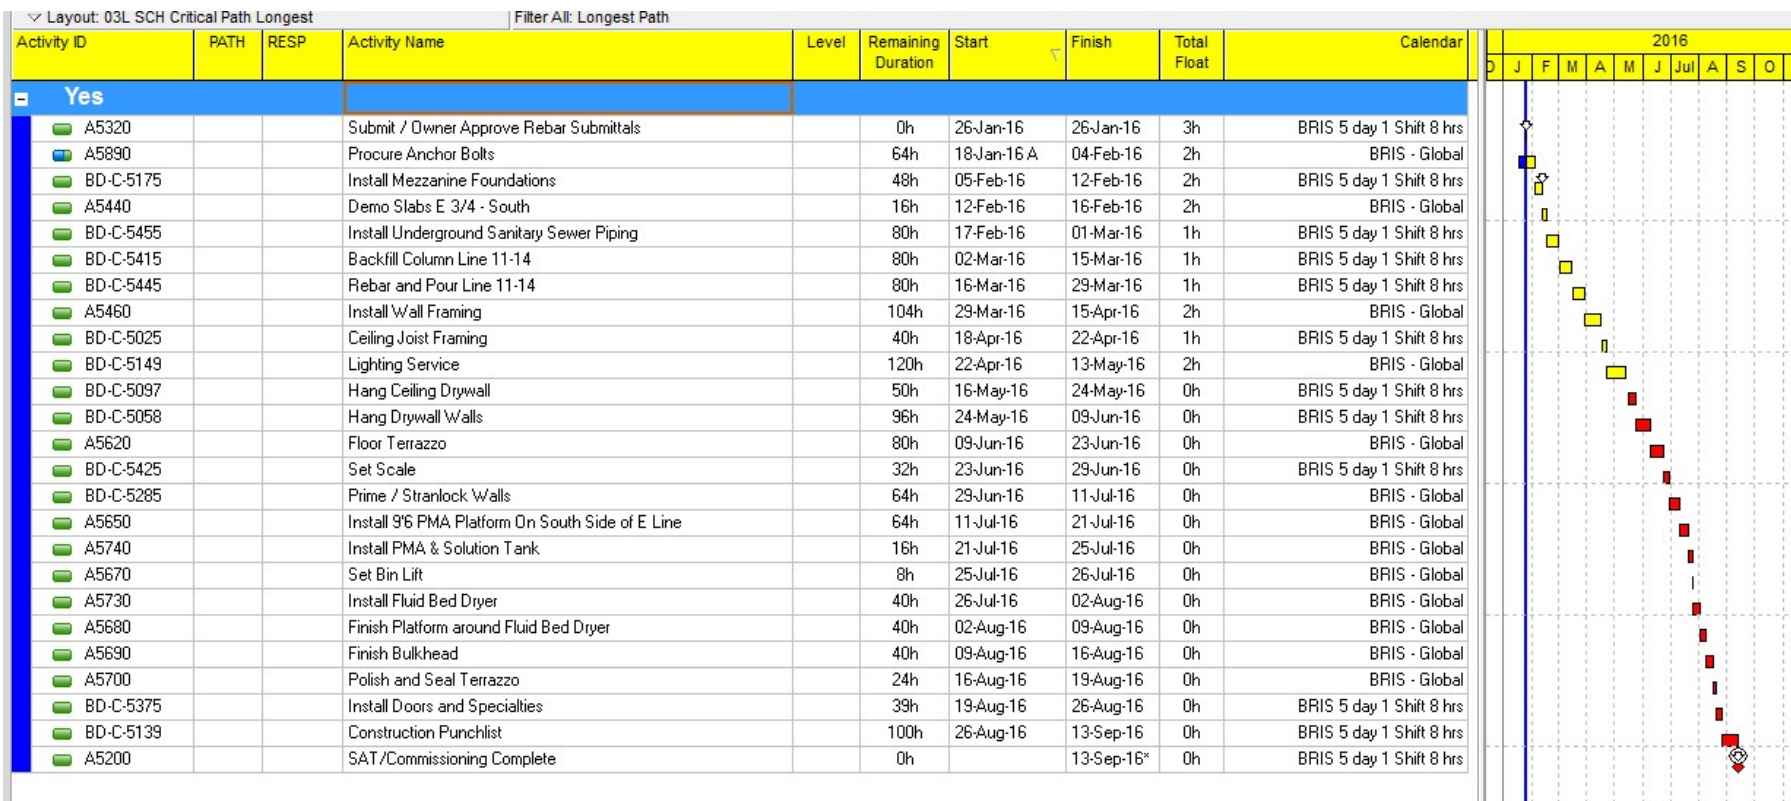 Layout: 03L SCH Critical Path Longest Filter All: Longest Path
Activity ID PATH RESP Activity Name Level Remaining Duration Start Finish Total Float Calendar 2016
J F M A M J Jul A S O
Yes
A5320 Submit / Owner Approve Rebar Submittals 0h 26-Jan-16 26-Jan-16 3h BRIS 5 day 1 Shift 8 hrs
A5890 Procure Anchor Bolts 64h 18-Jan-16 A 04-Feb-16 2h BRIS - Global
BD-C-5175 Install Mezzanine Foundations 48h 05-Feb-16 12-Feb-16 2h BRIS 5 day 1 Shift 8 hrs
A5440 Demo Slabs E 3/4 - South 16h 12-Feb-16 16-Feb-16 2h BRIS - Global
BD-C-5455 Install Underground Sanitary Sewer Piping 80h 17-Feb-16 01-Mar-16 1h BRIS 5 day 1 Shift 8 hrs
BD-C-5415 Backfill Column Line 11-14 80h 02-Mar-16 15-Mar-16 1h BRIS 5 day 1 Shift 8 hrs
BD-C-5445 Rebar and Pour Line 11-14 80h 16-Mar-16 29-Mar-16 1h BRIS 5 day 1 Shift 8 hrs
A5460 Install Wall Framing 104h 29-Mar-16 15-Apr-16 2h BRIS - Global
BD-C-5025 Ceiling Joist Framing 40h 18-Apr-16 22-Apr-16 1h BRIS 5 day 1 Shift 8 hrs
BD-C-5149 Lighting Service 120h 22-Apr-16 13-May-16 2h BRIS - Global
BD-C-5097 Hang Ceiling Drywall 50h 16-May-16 24-May-16 0h BRIS 5 day 1 Shift 8 hrs
BD-C-5058 Hang Drywall Walls 96h 24-May-16 09-Jun-16 0h BRIS 5 day 1 Shift 8 hrs
A5620 Floor Terrazzo 80h 09-Jun-16 23-Jun-16 0h BRIS - Global
BD-C-5425 Set Scale 32h 23-Jun-16 29-Jun-16 0h BRIS 5 day 1 Shift 8 hrs
BD-C-5285 Prime / Stranlock Walls 64h 29-Jun-16 11-Jul-16 0h BRIS - Global
A5650 Install 9'6 PMA Platform On South Side of E Line 64h 11-Jul-16 21-Jul-16 0h BRIS - Global
A5740 Install PMA & Solution Tank 16h 21-Jul-16 25-Jul-16 0h BRIS - Global
A5670 Set Bin Lift 8h 25-Jul-16 26-Jul-16 0h BRIS - Global
A5730 Install Fluid Bed Dryer 40h 26-Jul-16 02-Aug-16 0h BRIS - Global
A5680 Finish Platform around Fluid Bed Dryer 40h 02-Aug-16 09-Aug-16 0h BRIS - Global
A5690 Finish Bulkhead 40h 09-Aug-16 16-Aug-16 0h BRIS - Global
A5700 Polish and Seal Terrazzo 24h 16-Aug-16 19-Aug-16 0h BRIS - Global
BD-C-5375 Install Doors and Specialties 39h 19-Aug-16 26-Aug-16 0h BRIS 5 day 1 Shift 8 hrs
BD-C-5139 Construction Punchlist 100h 26-Aug-16 13-Sep-16 0h BRIS 5 day 1 Shift 8 hrs
A5200 SAT/Commissioning Complete 0h 13-Sep-16* 0h BRIS 5 day 1 Shift 8 hrs